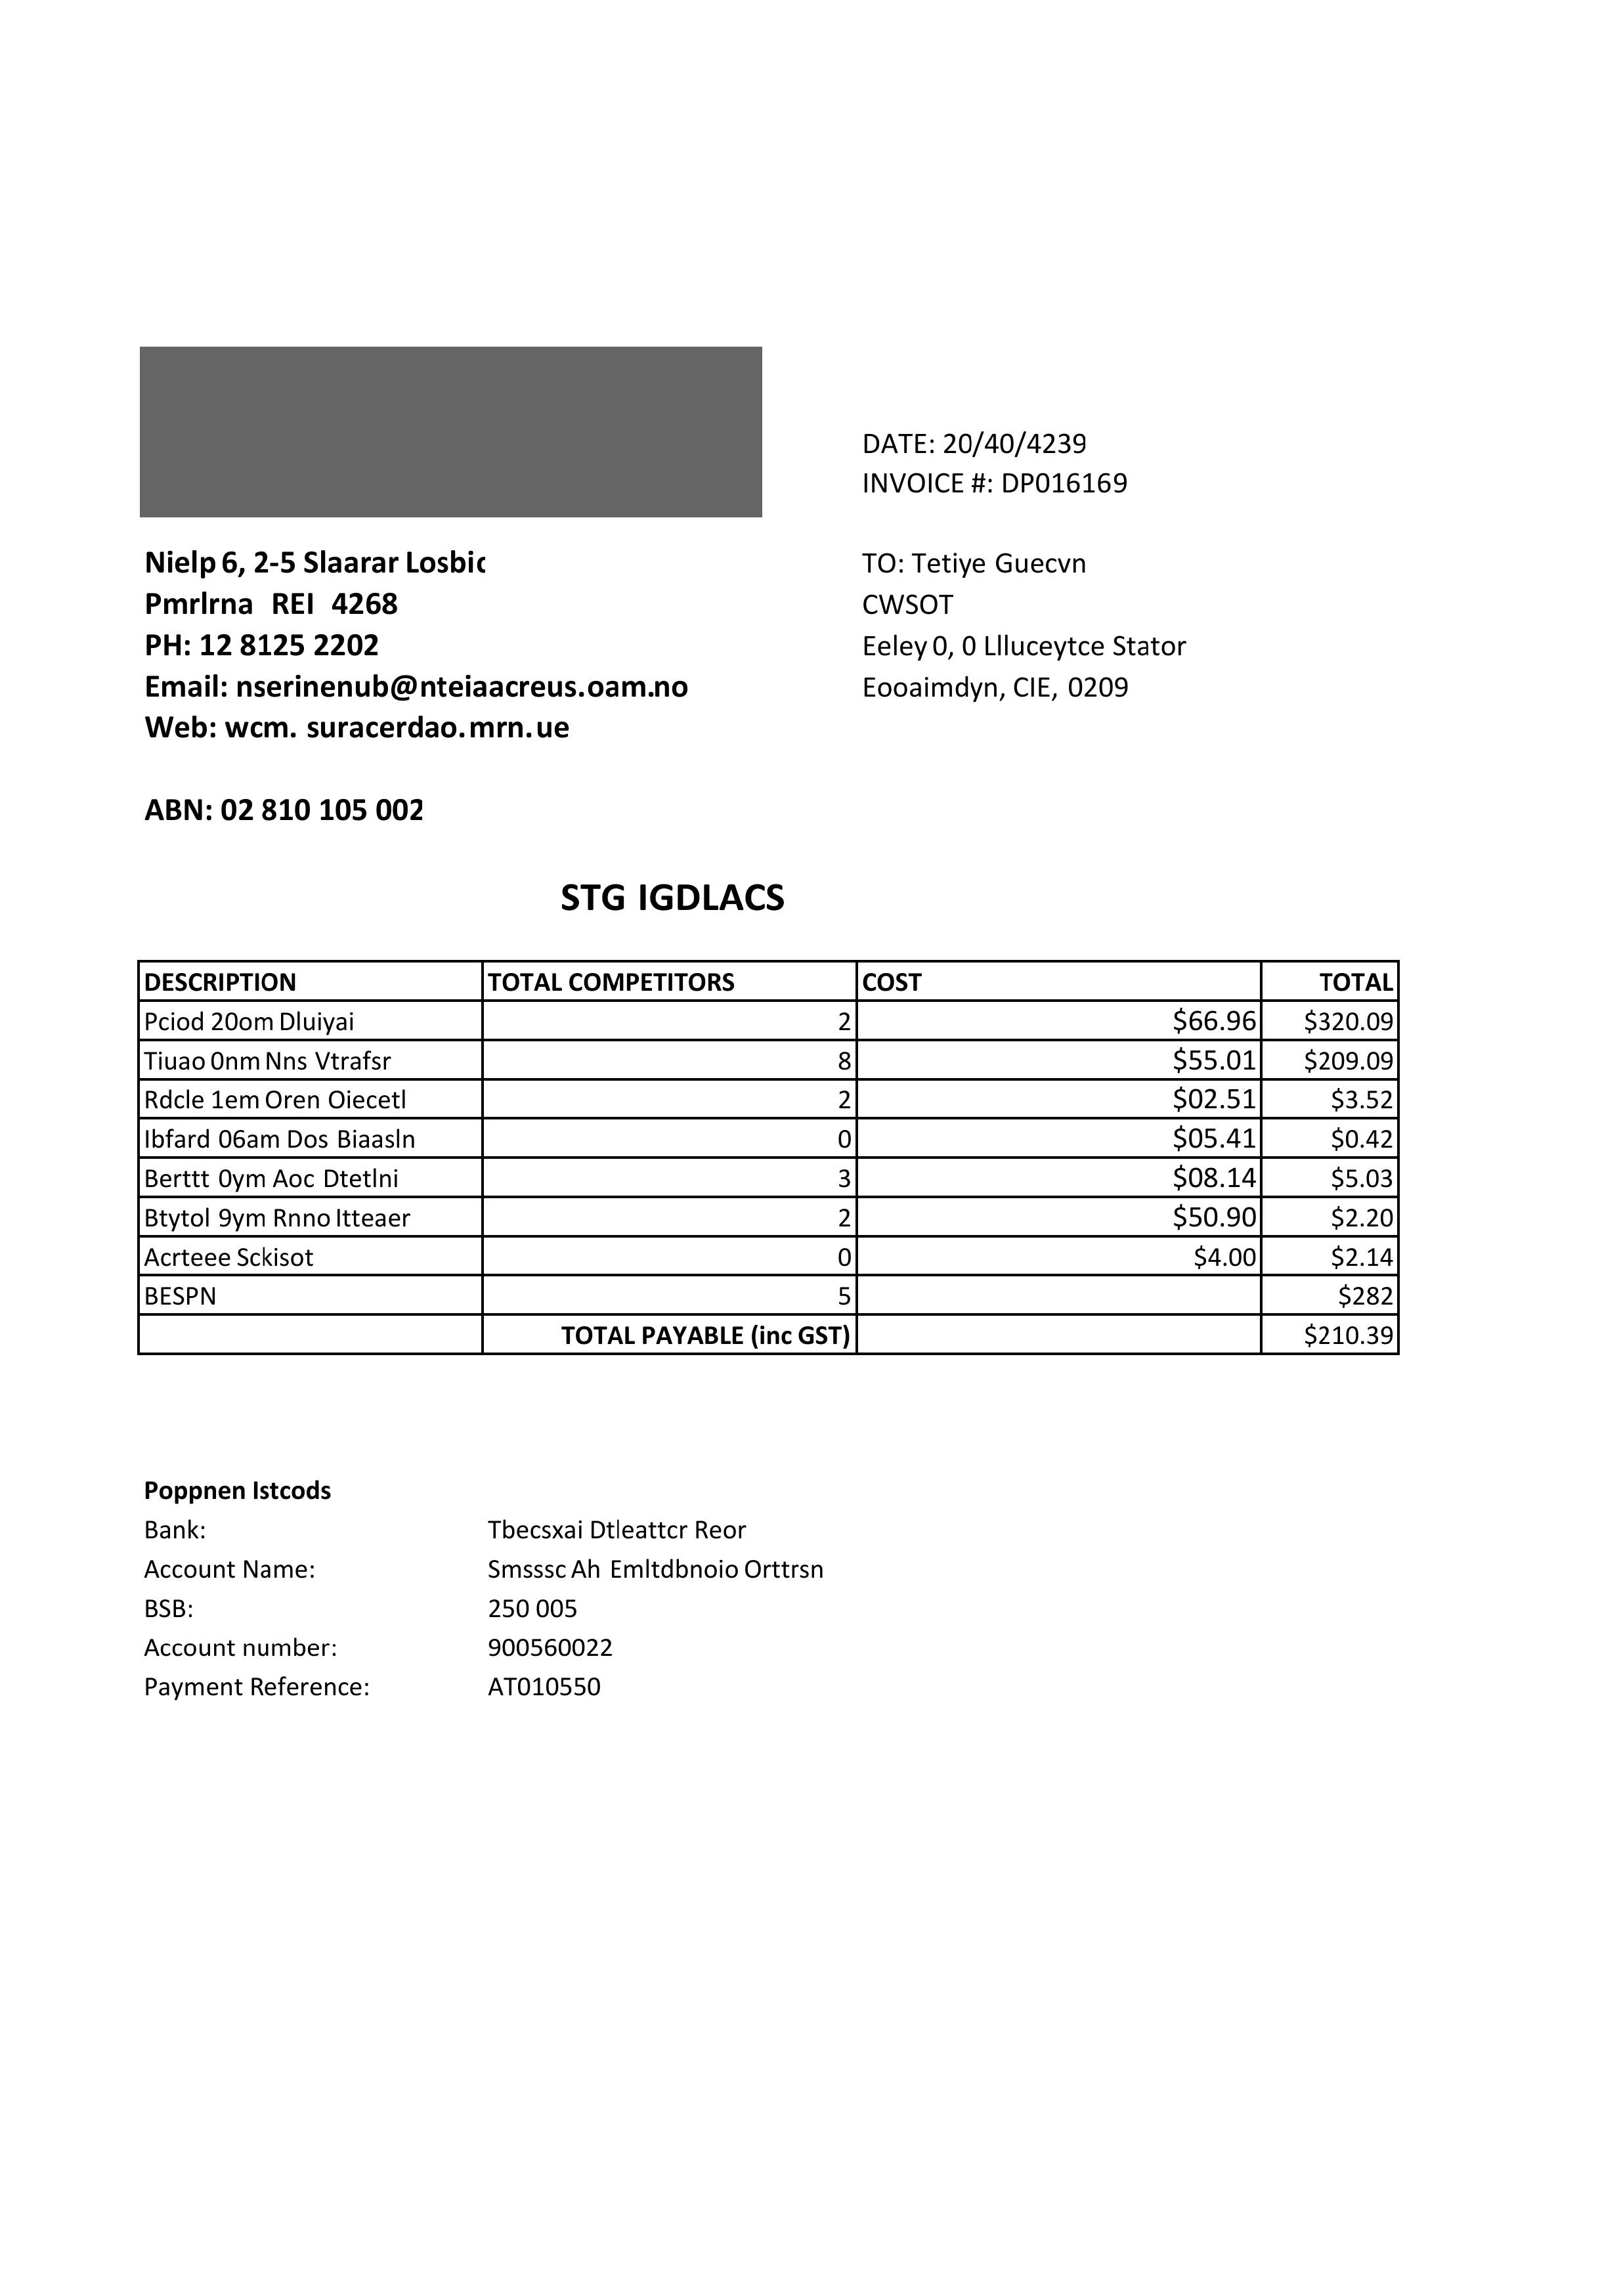 DATE: 20/40/4239
INVOICE #: DP016169
Nielp 6, 2-5 Slaarar Losbic
Pmrlrna REI 4268
PH: 12 8125 2202
Email: nserinenub@nteiaacreus.oam.no
Web: wcm. suracerdao.mrn.ue
ABN: 02 810 105 002
TO: Tetiye Guecvn
CWSOT
Eeley 0, 0 Llluceytce Stator
Eooaimdyn, CIE, 0209
STG IGDLACS
DESCRIPTION TOTAL COMPETITORS COST TOTAL
Pciod 20om Dluiyai 2 $66.96 $320.09
Tiuao 0nm Nns Vtrafsr 8 $55.01 $209.09
Rdcle 1em Oren Oiecetl 2 $02.51 $3.52
Ibfard 06am Dos Biaasln 0 $05.41 $0.42
Berttt 0ym Aoc Dtetlni 3 $08.14 $5.03
Btytol 9ym Rnno Itteaer 2 $50.90 $2.20
Acrteee Sckisot 0 $4.00 $2.14
BESPN 5 $282
TOTAL PAYABLE (inc GST) $210.39
Poppnen Istcods
Bank: Tbecsxai Dtleattcr Reor
Account Name: Smsssc Ah Emltdbnoio Orttrsn
BSB: 250 005
Account number: 900560022
Payment Reference: AT010550